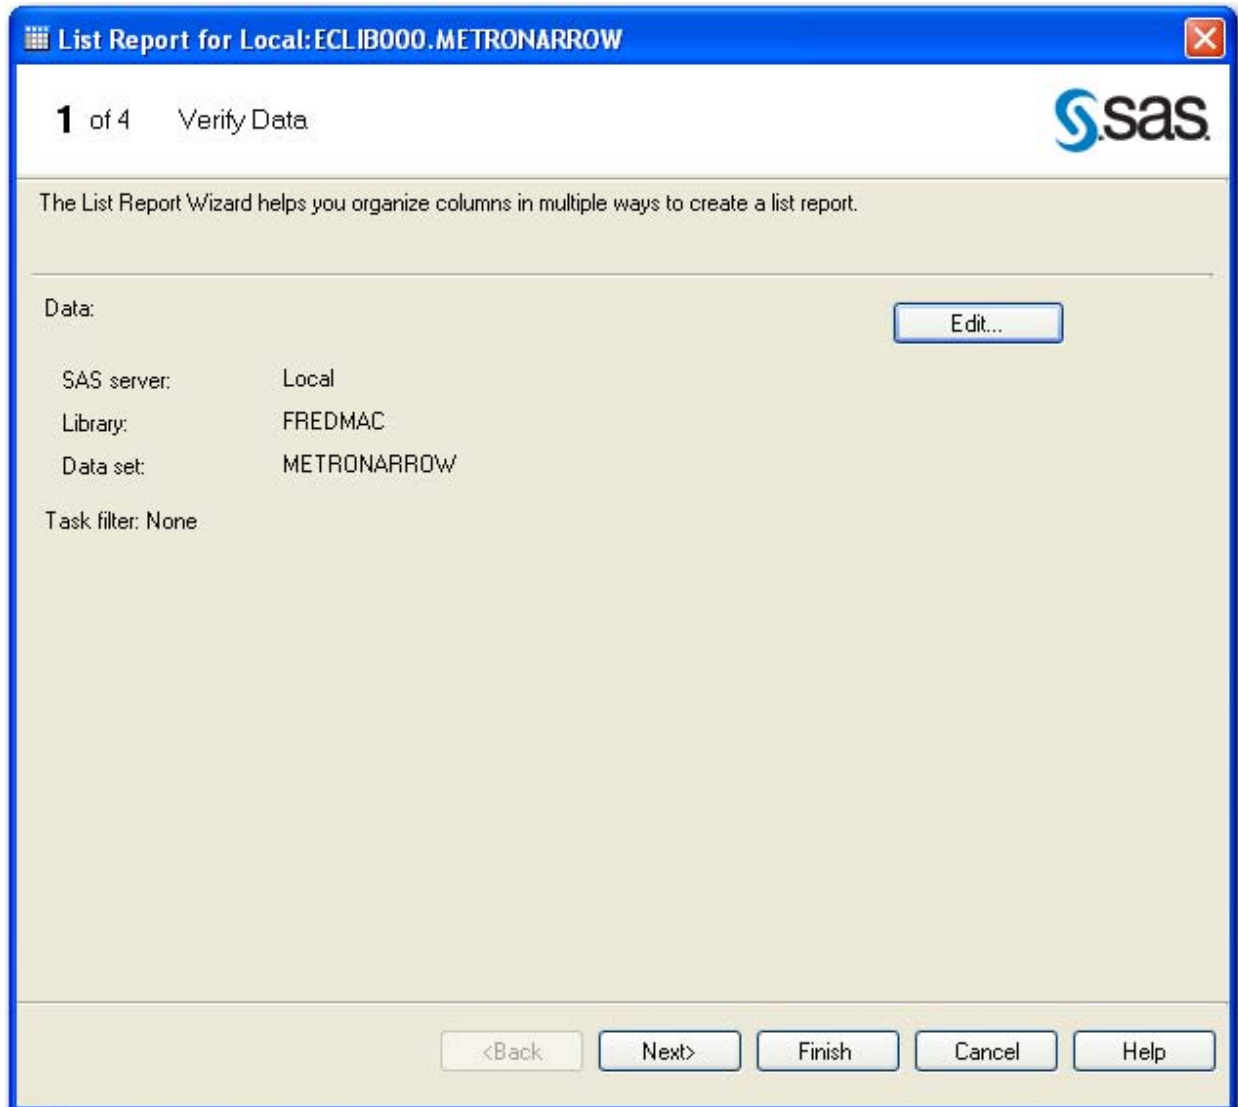 List Report for Local:ECLIB000.METRONARROW
1 of 4 Verify Data
sas
The List Report Wizard helps you organize columns in multiple ways to create a list report.
Data:
Edit...
SAS server: Local
Library: FREDMAC
Data set: METRONARROW
Task filter: None
<Back Next> Finish Cancel Help